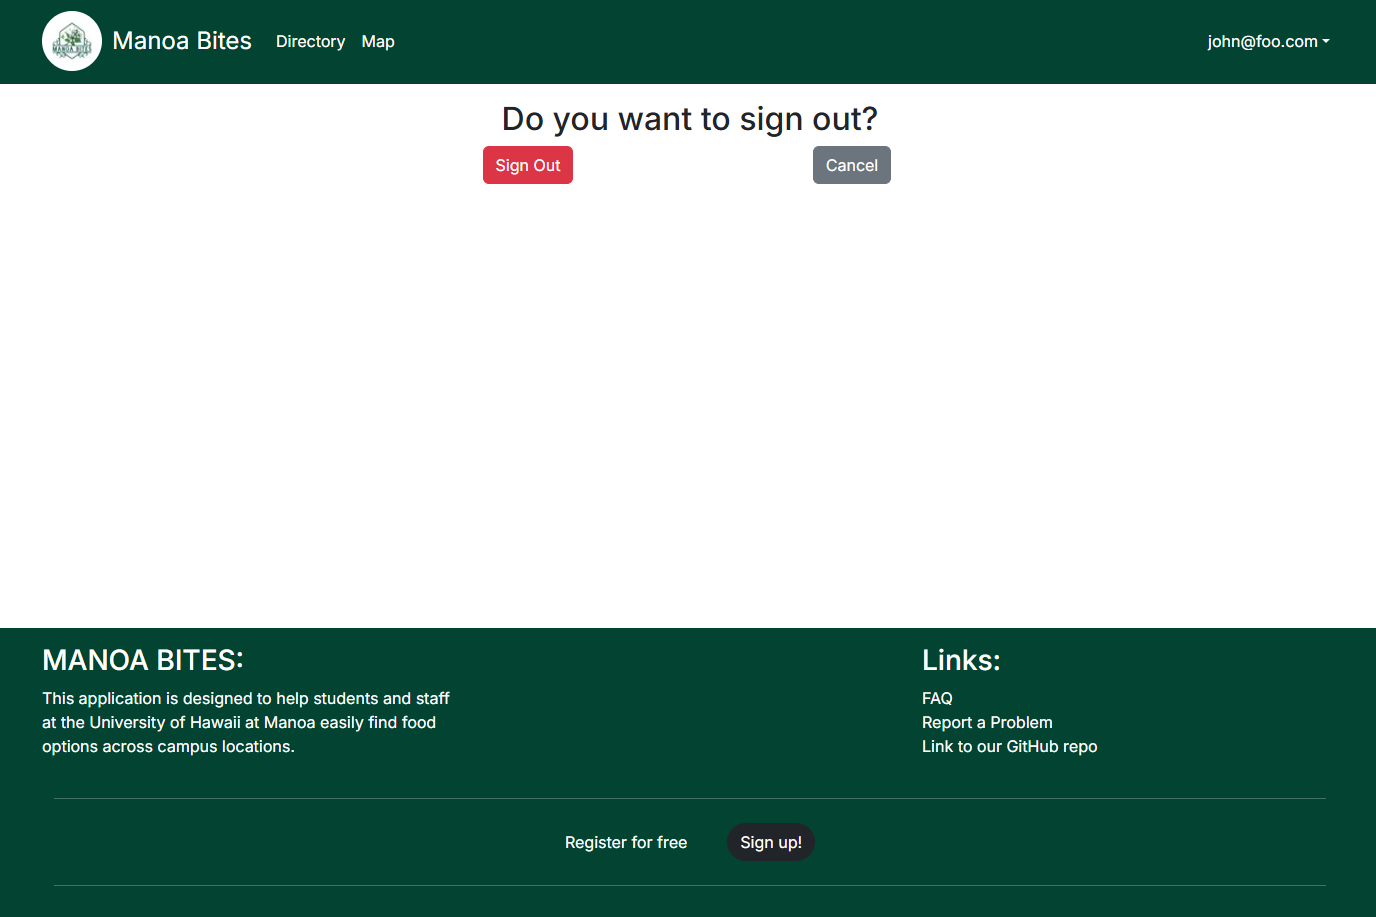 MANOA BITES
Manoa Bites
Directory
Map
john@foo.com
Do you want to sign out?
Sign Out
Cancel
MANOA BITES:
This application is designed to help students and staff
at the University of Hawaii at Manoa easily find food
options across campus locations.
Links:
FAQ
Report a Problem
Link to our GitHub repo
Register for free
Sign up!